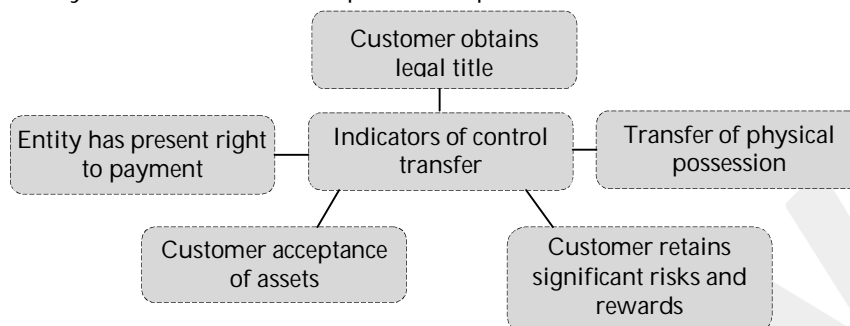 Customer obtains
legal title
Entity has present right
to payment
Indicators of control
transfer
Transfer of physical
possession
Customer acceptance
of assets
Customer retains
significant risks and
rewards